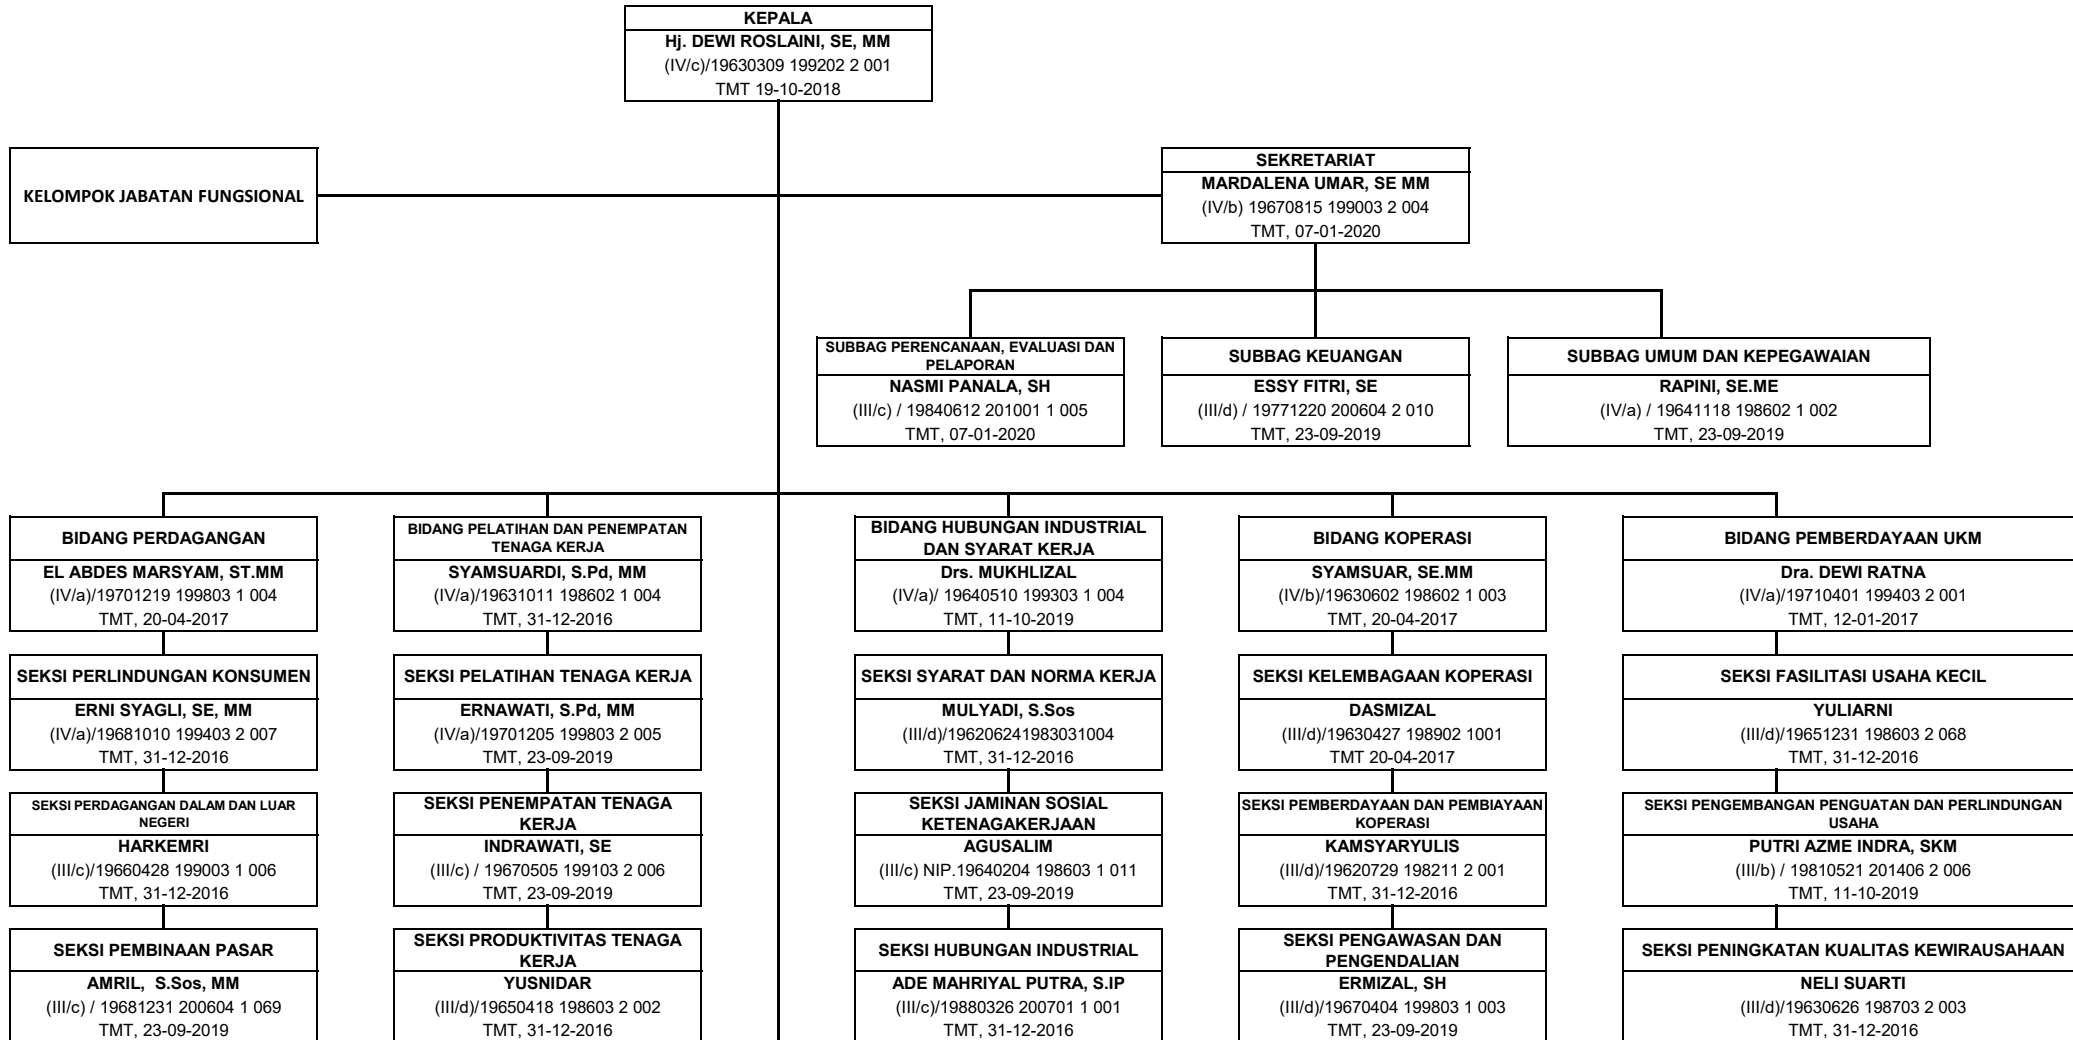 KEPALA
Hj. DEWI ROSLAINI, SE, MM
(IV/c)/19630309 199202 2 001
TMT 19-10-2018
KELOMPOK JABATAN FUNGSIONAL
SEKRETARIAT
MARDALENA UMAR, SE MM
(IV/b) 19670815 199003 2 004
TMT, 07-01-2020
SUBBAG PERENCANAAN, EVALUASI DAN
PELAPORAN
NASMI PANALA, SH
(III/c) / 19840612 201001 1 005
TMT, 07-01-2020
SUBBAG KEUANGAN
ESSY FITRI, SE
(III/d) / 19771220 200604 2 010
TMT, 23-09-2019
SUBBAG UMUM DAN KEPEGAWAIAN
RAPINI, SE.ME
(IV/a) / 19641118 198602 1 002
TMT, 23-09-2019
BIDANG PERDAGANGAN
EL ABDES MARSYAM, ST.MM
(IV/a)/19701219 199803 1 004
TMT, 20-04-2017
SEKSI PERLINDUNGAN KONSUMEN
ERNI SYAGLI, SE, MM
(IV/a)/19681010 199403 2 007
TMT, 31-12-2016
SEKSI PERDAGANGAN DALAM DAN LUAR
NEGERI
HARKEMRI
(III/c)/19660428 199003 1 006
TMT, 31-12-2016
SEKSI PEMBINAAN PASAR
AMRIL, S.Sos, MM
(III/c) / 19681231 200604 1 069
TMT, 23-09-2019
BIDANG PELATIHAN DAN PENEMPATAN
TENAGA KERJA
SYAMSUARDI, S.Pd, MM
(IV/a)/19631011 198602 1 004
TMT, 31-12-2016
SEKSI PELATIHAN TENAGA KERJA
ERNAWATI, S.Pd, MM
(IV/a)/19701205 199803 2 005
TMT, 23-09-2019
SEKSI PENEMPATAN TENAGA
KERJA
INDRAWATI, SE
(III/c) / 19670505 199103 2 006
TMT, 23-09-2019
SEKSI PRODUKTIVITAS TENAGA
KERJA
YUSNIDAR
(III/d)/19650418 198603 2 002
TMT, 31-12-2016
BIDANG HUBUNGAN INDUSTRIAL
DAN SYARAT KERJA
Drs. MUKHLIZAL
(IV/a)/ 19640510 199303 1 004
TMT, 11-10-2019
SEKSI SYARAT DAN NORMA KERJA
MULYADI, S.Sos
(III/d)/196206241983031004
TMT, 31-12-2016
SEKSI JAMINAN SOSIAL
KETENAGAKERJAAN
AGUSALIM
(III/c) NIP.19640204 198603 1 011
TMT, 23-09-2019
SEKSI HUBUNGAN INDUSTRIAL
ADE MAHRIYAL PUTRA, S.IP
(III/c)/19880326 200701 1 001
TMT, 31-12-2016
BIDANG KOPERASI
SYAMSUAR, SE.MM
(IV/b)/19630602 198602 1 003
TMT, 20-04-2017
SEKSI KELEMBAGAAN KOPERASI
DASMIZAL
(III/d)/19630427 198902 1001
TMT 20-04-2017
SEKSI PEMBERDAYAAN DAN PEMBIAYAAN
KOPERASI
KAMSYARYULIS
(III/d)/19620729 198211 2 001
TMT, 31-12-2016
SEKSI PENGAWASAN DAN
PENGENDALIAN
ERMIZAL, SH
(III/d)/19670404 199803 1 003
TMT, 23-09-2019
BIDANG PEMBERDAYAAN UKM
Dra. DEWI RATNA
(IV/a)/19710401 199403 2 001
TMT, 12-01-2017
SEKSI FASILITASI USAHA KECIL
YULIARNI
(III/d)/19651231 198603 2 068
TMT, 31-12-2016
SEKSI PENGEMBANGAN PENGUATAN DAN PERLINDUNGAN
USAHA
PUTRI AZME INDRA, SKM
(III/b) / 19810521 201406 2 006
TMT, 11-10-2019
SEKSI PENINGKATAN KUALITAS KEWIRAUSAHAAN
NELI SUARTI
(III/d)/19630626 198703 2 003
TMT, 31-12-2016